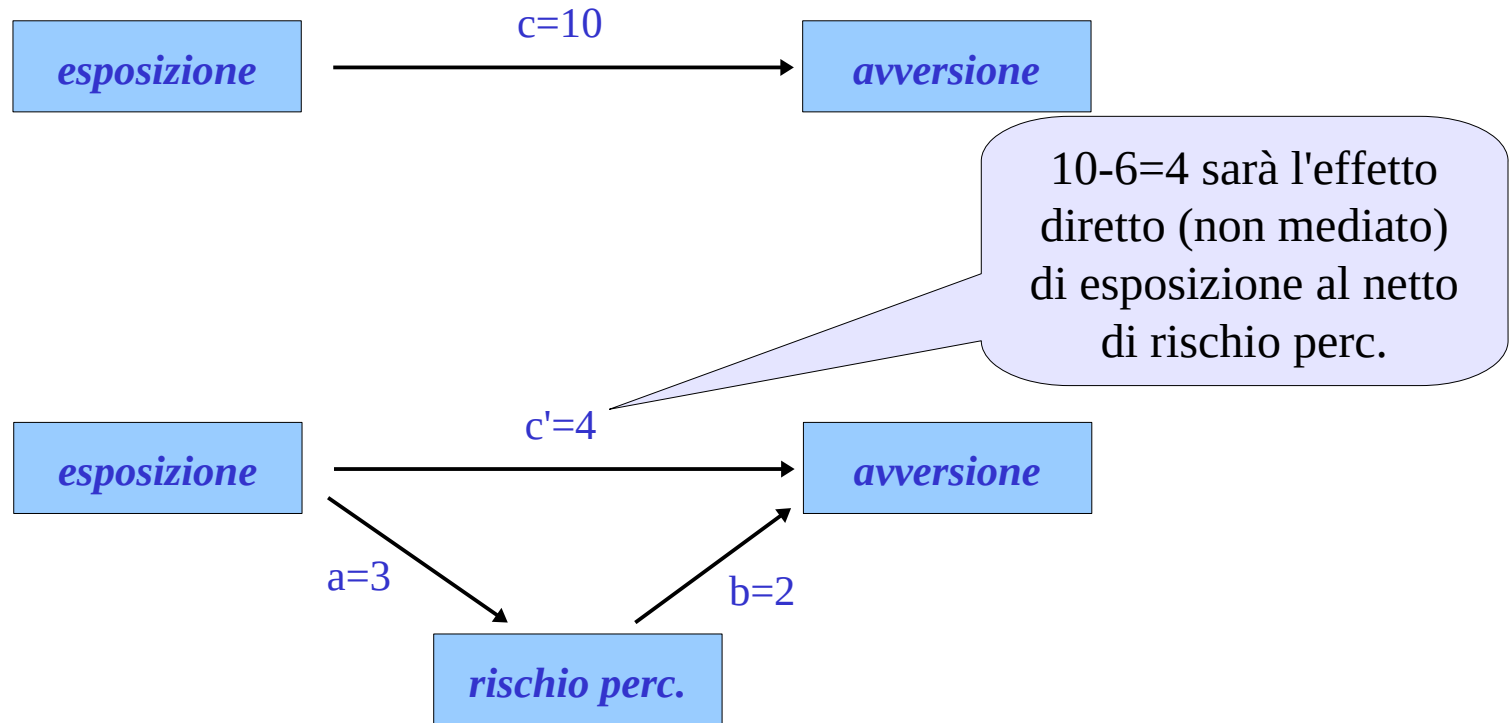 c=10
esposizione
avversione
10-6=4 sarà l'effetto
diretto (non mediato)
di esposizione al netto
di rischio perc.
c'=4
esposizione
avversione
a=3
b=2
rischio perc.